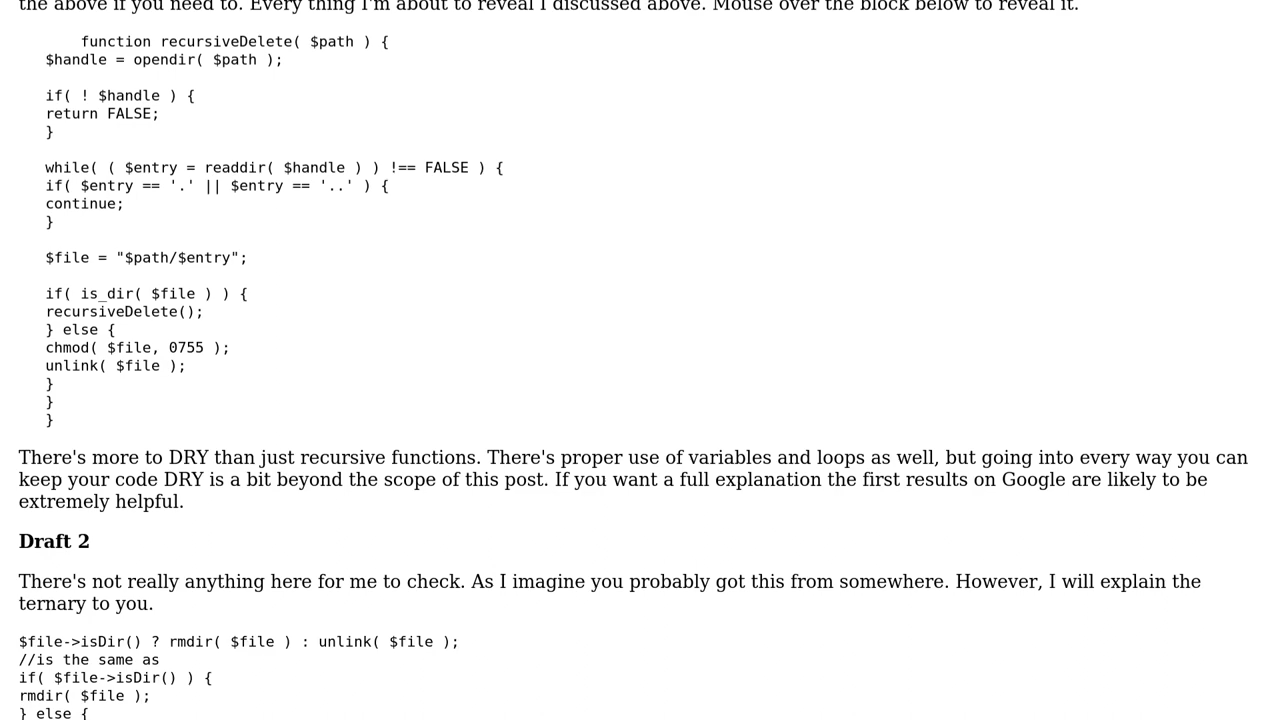 the above if you need to. Every thing I'm about to reveal I discussed above. Mouse over the block below to reveal it.
function recursiveDelete( $path ) {
$handle = opendir( $path );
if( ! $handle ) {
return FALSE;
}
while( ( $entry = readdir( $handle ) ) !== FALSE ) {
if( $entry == '.' || $entry == '..' ) {
continue;
}
$file = "$path/$entry";
if( is_dir( $file ) ) {
recursiveDelete();
} else {
chmod( $file, 0755 );
unlink( $file );
}
}
}
There's more to DRY than just recursive functions. There's proper use of variables and loops as well, but going into every way you can
keep your code DRY is a bit beyond the scope of this post. If you want a full explanation the first results on Google are likely to be
extremely helpful.
Draft 2
There's not really anything here for me to check. As I imagine you probably got this from somewhere. However, I will explain the
ternary to you.
$file->isDir() ? rmdir( $file ) : unlink( $file );
//is the same as
if( $file->isDir() ) {
rmdir( $file );
} else {